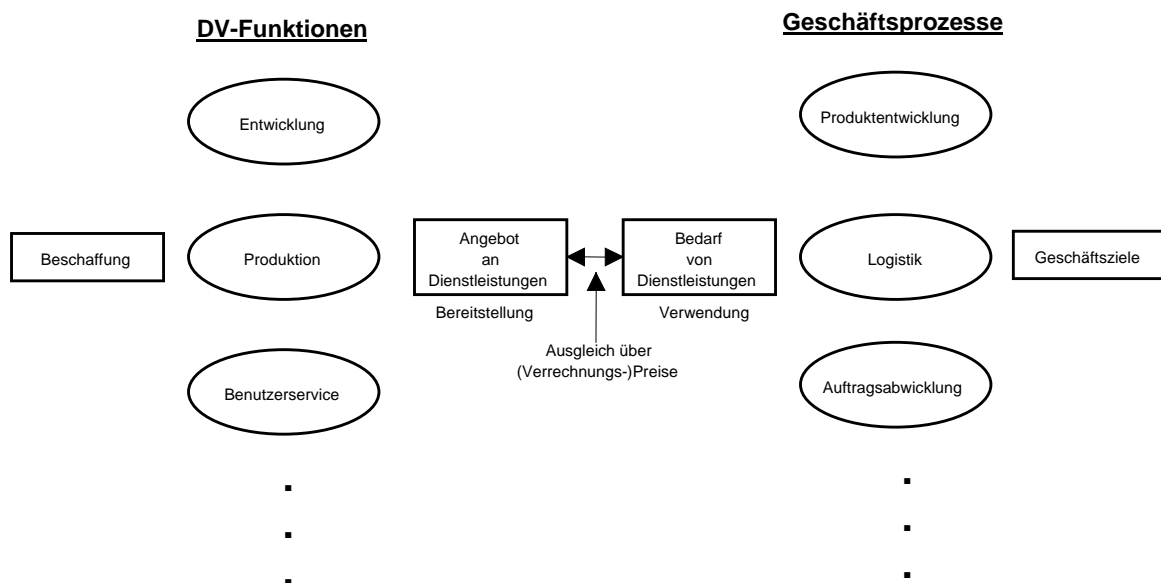 DV-Funktionen
Geschäftsprozesse
Entwicklung
Produktentwicklung
Beschaffung
Produktion
Angebot
an
Dienstleistungen
Bereitstellung
Bedarf
von
Dienstleistungen
Verwendung
Logistik
Geschäftsziele
Ausgleich über
(Verrechnungs-)Preise
Benutzerservice
Auftragsabwicklung